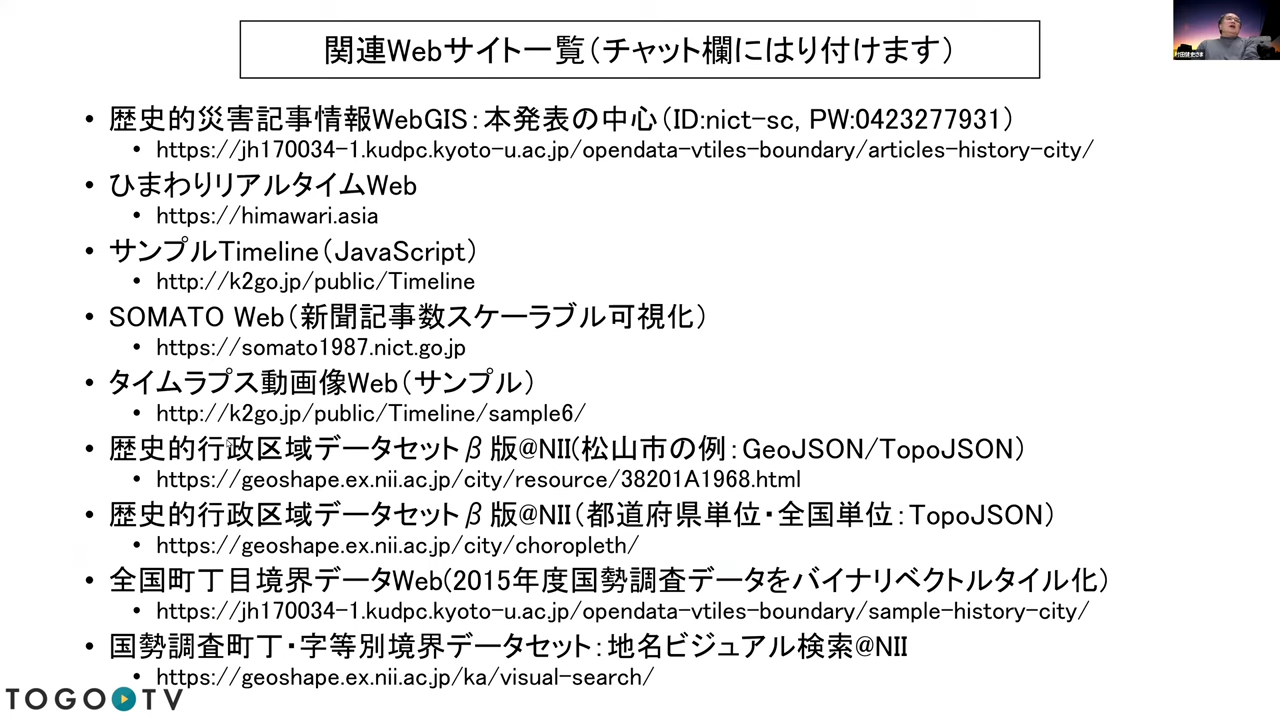 関連Webサイト一覧(チャット欄にはり付けます)
• 歴史的災害記事情報WebGIS:本発表の中心(ID:nict-sc, PW:0423277931)
• https://jh170034-1.kudpc.kyoto-u.ac.jp/opendata-vtiles-boundary/articles-history-city/
• ひまわりリアルタイムWeb
• https://himawari.asia
• サンプルTimeline(JavaScript)
• http://k2go.jp/public/Timeline
• SOMATO Web(新聞記事数スケーラブル可視化)
• https://somato1987.nict.go.jp
• タイムラプス動画像Web(サンプル)
• http://k2go.jp/public/Timeline/sample6/
• 歴史的行政区域データセットβ版@NII(松山市の例:GeoJSON/TopoJSON)
• https://geoshape.ex.nii.ac.jp/city/resource/38201A1968.html
• 歴史的行政区域データセットβ版@NII(都道府県単位・全国単位:TopoJSON)
• https://geoshape.ex.nii.ac.jp/city/choropleth/
• 全国町丁目境界データWeb(2015年度国勢調査データをバイナリベクトルタイル化)
• https://jh170034-1.kudpc.kyoto-u.ac.jp/opendata-vtiles-boundary/sample-history-city/
• 国勢調査町丁・字等別境界データセット:地名ビジュアル検索@NII
• https://geoshape.ex.nii.ac.jp/ka/visual-search/
TOGO TV